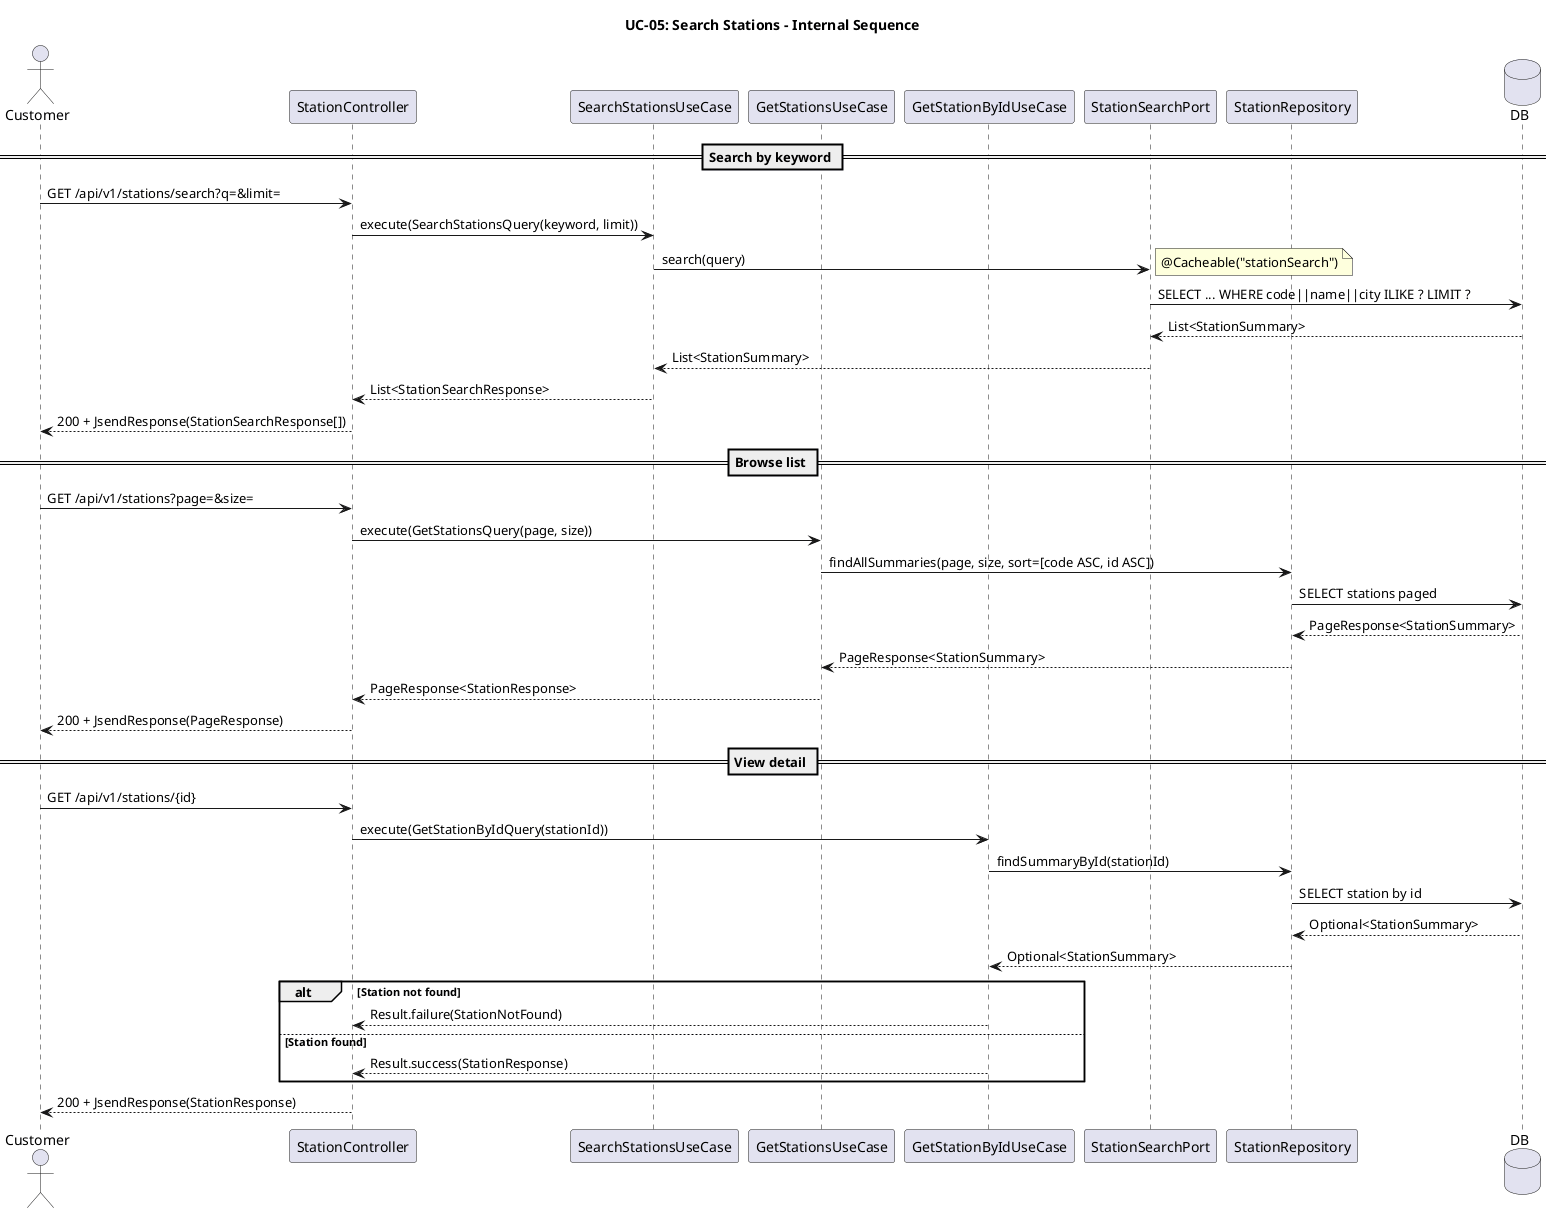 UC-05: Search Stations - Internal Sequence
Customer
StationController
SearchStationsUseCase
GetStationsUseCase
GetStationByIdUseCase
StationSearchPort
StationRepository
DB
Search by keyword
GET /api/v1/stations/search?q=&limit=
execute(SearchStationsQuery(keyword, limit))
search(query)
@Cacheable("stationSearch")
SELECT ... WHERE code||name||city ILIKE ? LIMIT ?
List<StationSummary>
List<StationSummary>
List<StationSearchResponse>
200 + JsendResponse(StationSearchResponse[])
Browse list
GET /api/v1/stations?page=&size=
execute(GetStationsQuery(page, size))
findAllSummaries(page, size, sort=[code ASC, id ASC])
SELECT stations paged
PageResponse<StationSummary>
PageResponse<StationSummary>
PageResponse<StationResponse>
200 + JsendResponse(PageResponse)
View detail
GET /api/v1/stations/{id}
execute(GetStationByIdQuery(stationId))
findSummaryById(stationId)
SELECT station by id
Optional<StationSummary>
Optional<StationSummary>
alt [Station not found]
Result.failure(StationNotFound)
[Station found]
Result.success(StationResponse)
200 + JsendResponse(StationResponse)
Customer
StationController
SearchStationsUseCase
GetStationsUseCase
GetStationByIdUseCase
StationSearchPort
StationRepository
DB